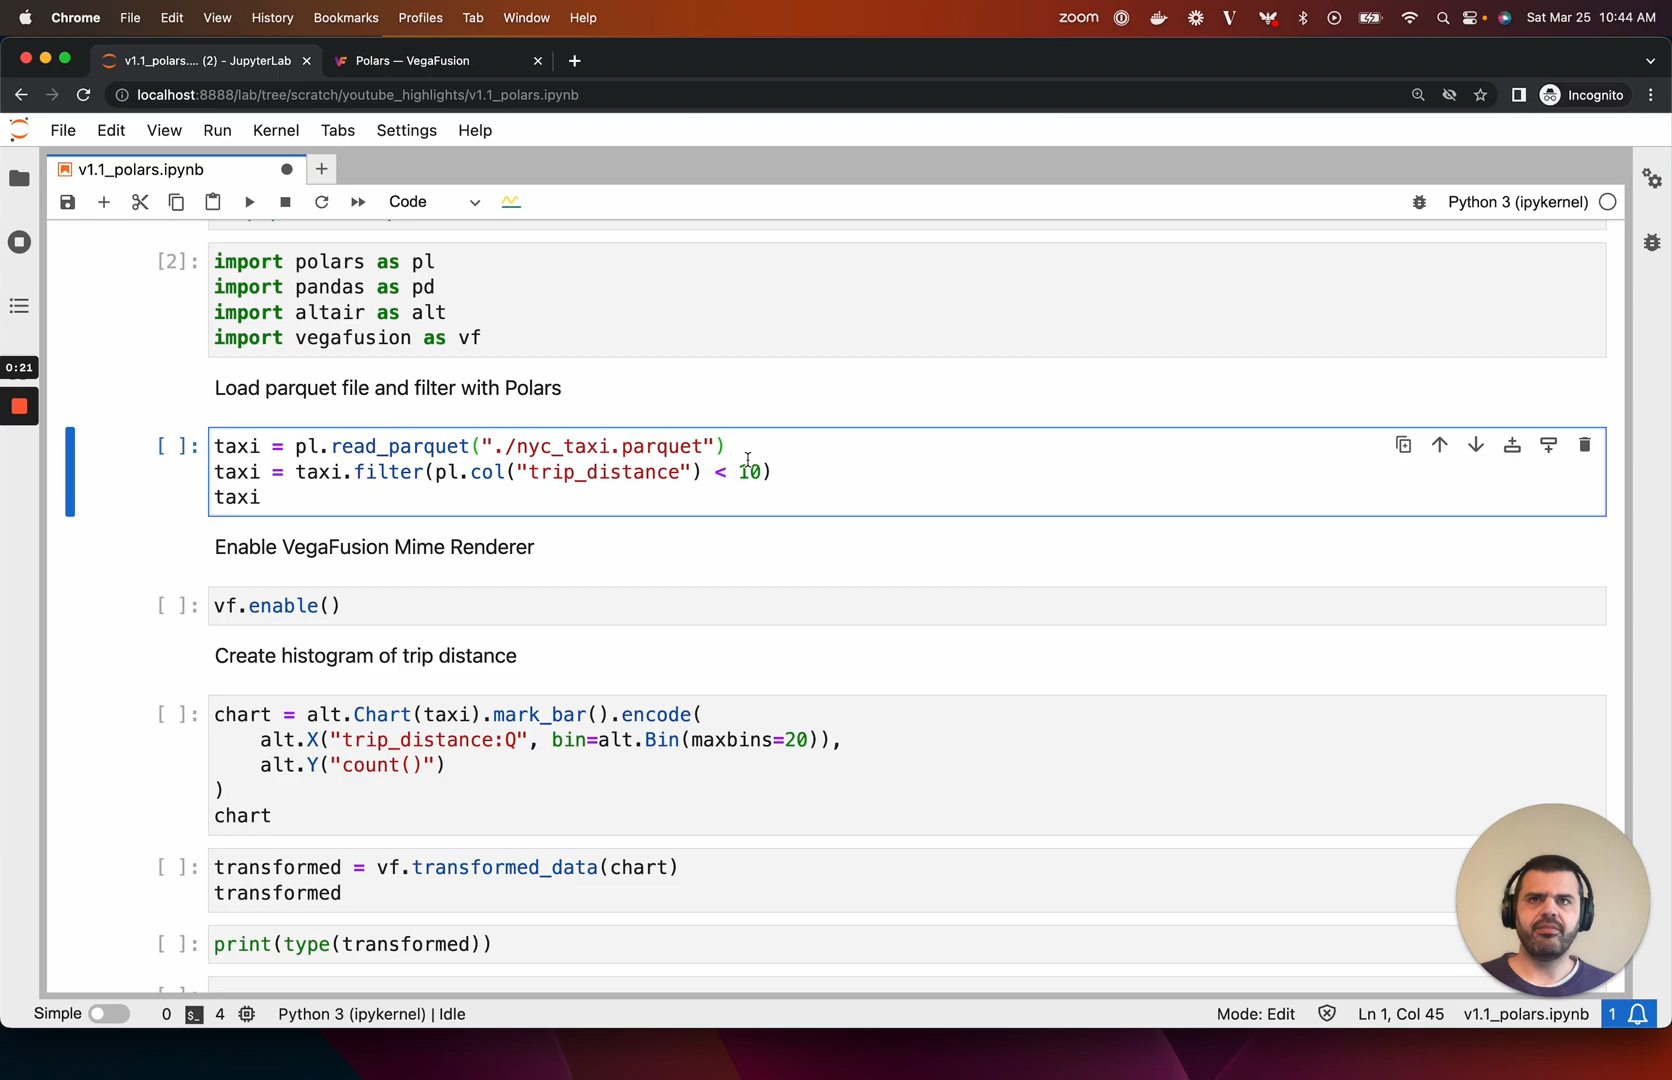 Chrome File Edit View History Bookmarks Profiles Tab Window Help zoom Sat Mar 25 10:44 AM
v1.1_polars.... (2) - JupyterLab Polars — VegaFusion
localhost:8888/lab/tree/scratch/youtube_highlights/v1.1_polars.ipynb Incognito
File Edit View Run Kernel Tabs Settings Help
v1.1_polars.ipynb
Code Python 3 (ipykernel)
[2]: import polars as pl
import pandas as pd
import altair as alt
import vegafusion as vf
0:21
Load parquet file and filter with Polars
[ ]: taxi = pl.read_parquet("./nyc_taxi.parquet")
taxi = taxi.filter(pl.col("trip_distance") < 10)
taxi
Enable VegaFusion Mime Renderer
[ ]: vf.enable()
Create histogram of trip distance
[ ]: chart = alt.Chart(taxi).mark_bar().encode(
alt.X("trip_distance:Q", bin=alt.Bin(maxbins=20)),
alt.Y("count()")
)
chart
[ ]: transformed = vf.transformed_data(chart)
transformed
[ ]: print(type(transformed))
[ ]:
Simple 0 4 Python 3 (ipykernel) | Idle Mode: Edit Ln 1, Col 45 v1.1_polars.ipynb 1